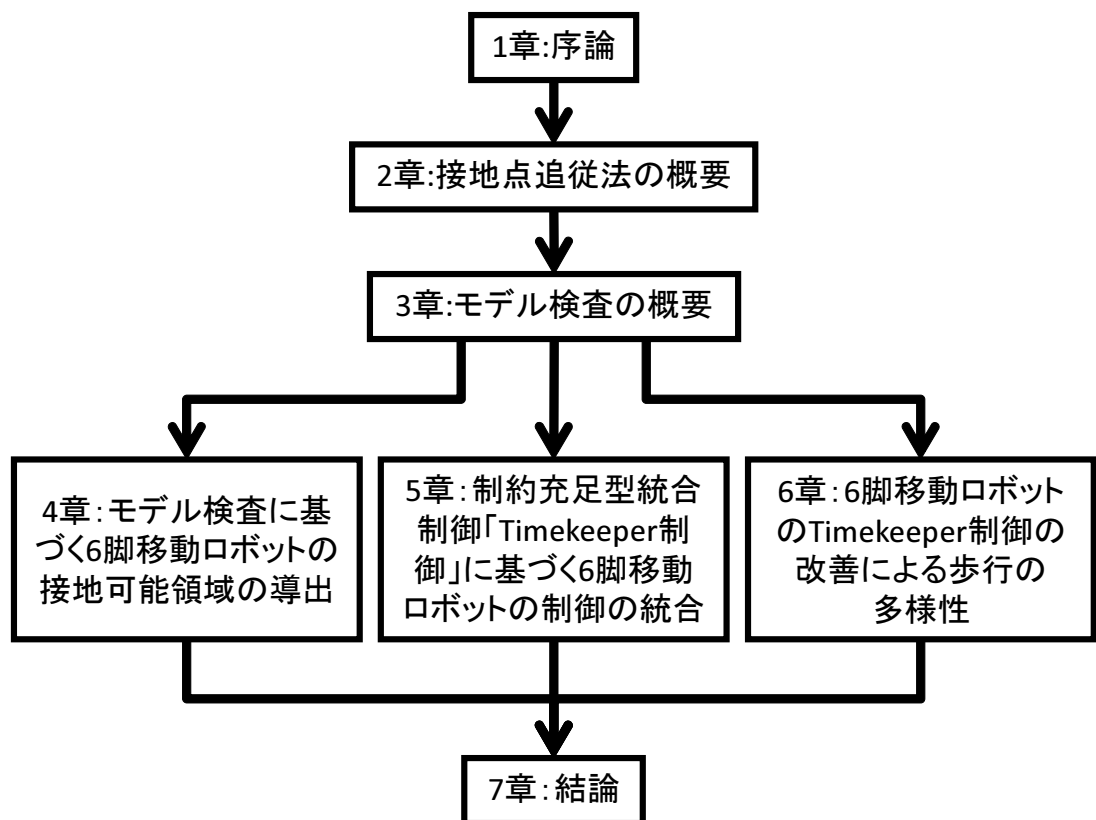 1章:序論
2章:接地点追従法の概要
3章:モデル検査の概要
4章：モデル検査に基
づく6脚移動ロボットの
接地可能領域の導出
5章：制約充足型統合
制御「Timekeeper制
御」に基づく6脚移動
ロボットの制御の統合
6章：6脚移動ロボット
のTimekeeper制御の
改善による歩行の
多様性
7章：結論